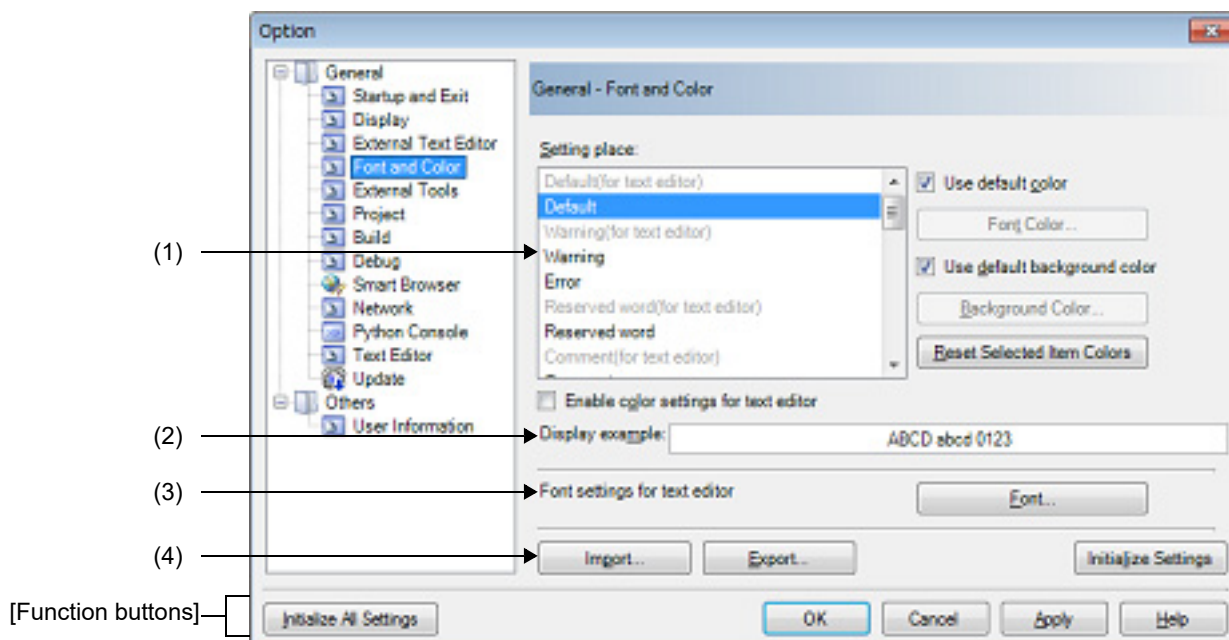 Option
General
Startup and Exit
Display
External Text Editor
Font and Color
External Tools
Project
Build
Debug
Smart Browser
Network
Python Console
Text Editor
Update
Others
User Information
General - Font and Color
Setting place:
Default(for text editor)
Default
Warning(for text editor)
Warning
Error
Reserved word(for text editor)
Reserved word
Comment(for text editor)
Use default color
Font Color...
Use default background color
Background Color...
Reset Selected Item Colors
Enable color settings for text editor
Display example: ABCD abcd 0123
Font settings for text editor Font...
Import... Export... Initialize Settings
Initialize All Settings OK Cancel Apply Help
(1)
(2)
(3)
(4)
[Function buttons]